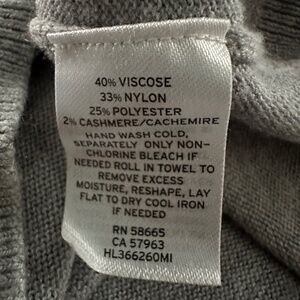 40% VISCOSE
33% NYLON
25% POLYESTER
2% CASHMERE/CACHEMIRE
HAND WASH COLD,
SEPARATELY ONLY NON-
CHLORINE BLEACH IF
NEEDED ROLL IN TOWEL TO
REMOVE EXCESS
MOISTURE, RESHAPE, LAY
FLAT TO DRY COOL IRON
IF NEEDED
RN 58665
CA 57963
HL366260MI